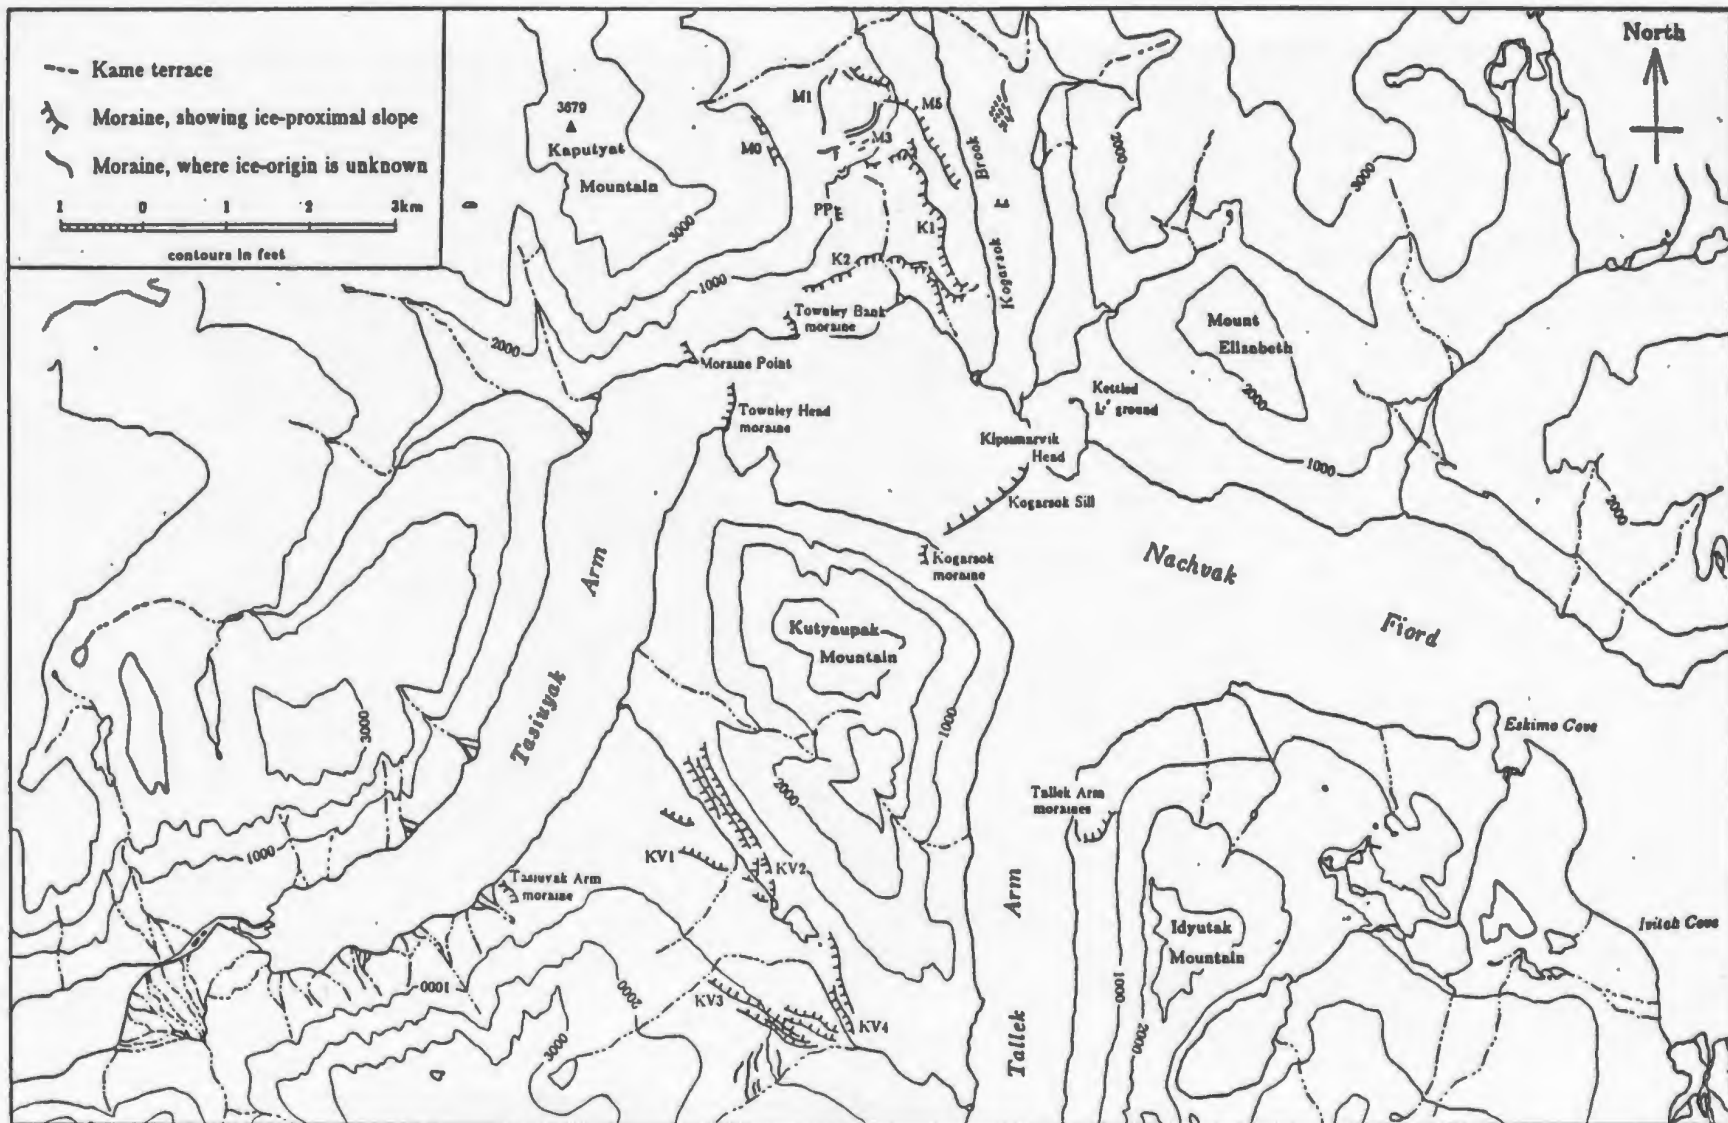 Kame terrace
Moraine, showing ice-proximal slope
Moraine, where ice-origin is unknown
1 0 1 2 3km
contours in feet
North
3679
Kaputyat
Mountain
M1
M5
M3
M0
PP
K1
K2
Kogarsok Brook
2000
3000
3000
1000
2000
Townley Bank
moraine
Moraine Point
Townley Head
moraine
Mount
Elizabeth
2000
Kettled
ground
Kipsimarvik
Head
1000
Kogarsok Sill
2000
Kogarsok
moraine
Nachvak
Fiord
Tasiuyak Arm
Kutyaupak
Mountain
1000
2000
3000
1000
Eskimo Cove
Tallek Arm
moraines
KV1
KV2
Tasiuyak Arm
moraine
Idyutak
Mountain
Ivitak Cove
1000
2000
1000
2000
KV3
KV4
3000
Tallek Arm